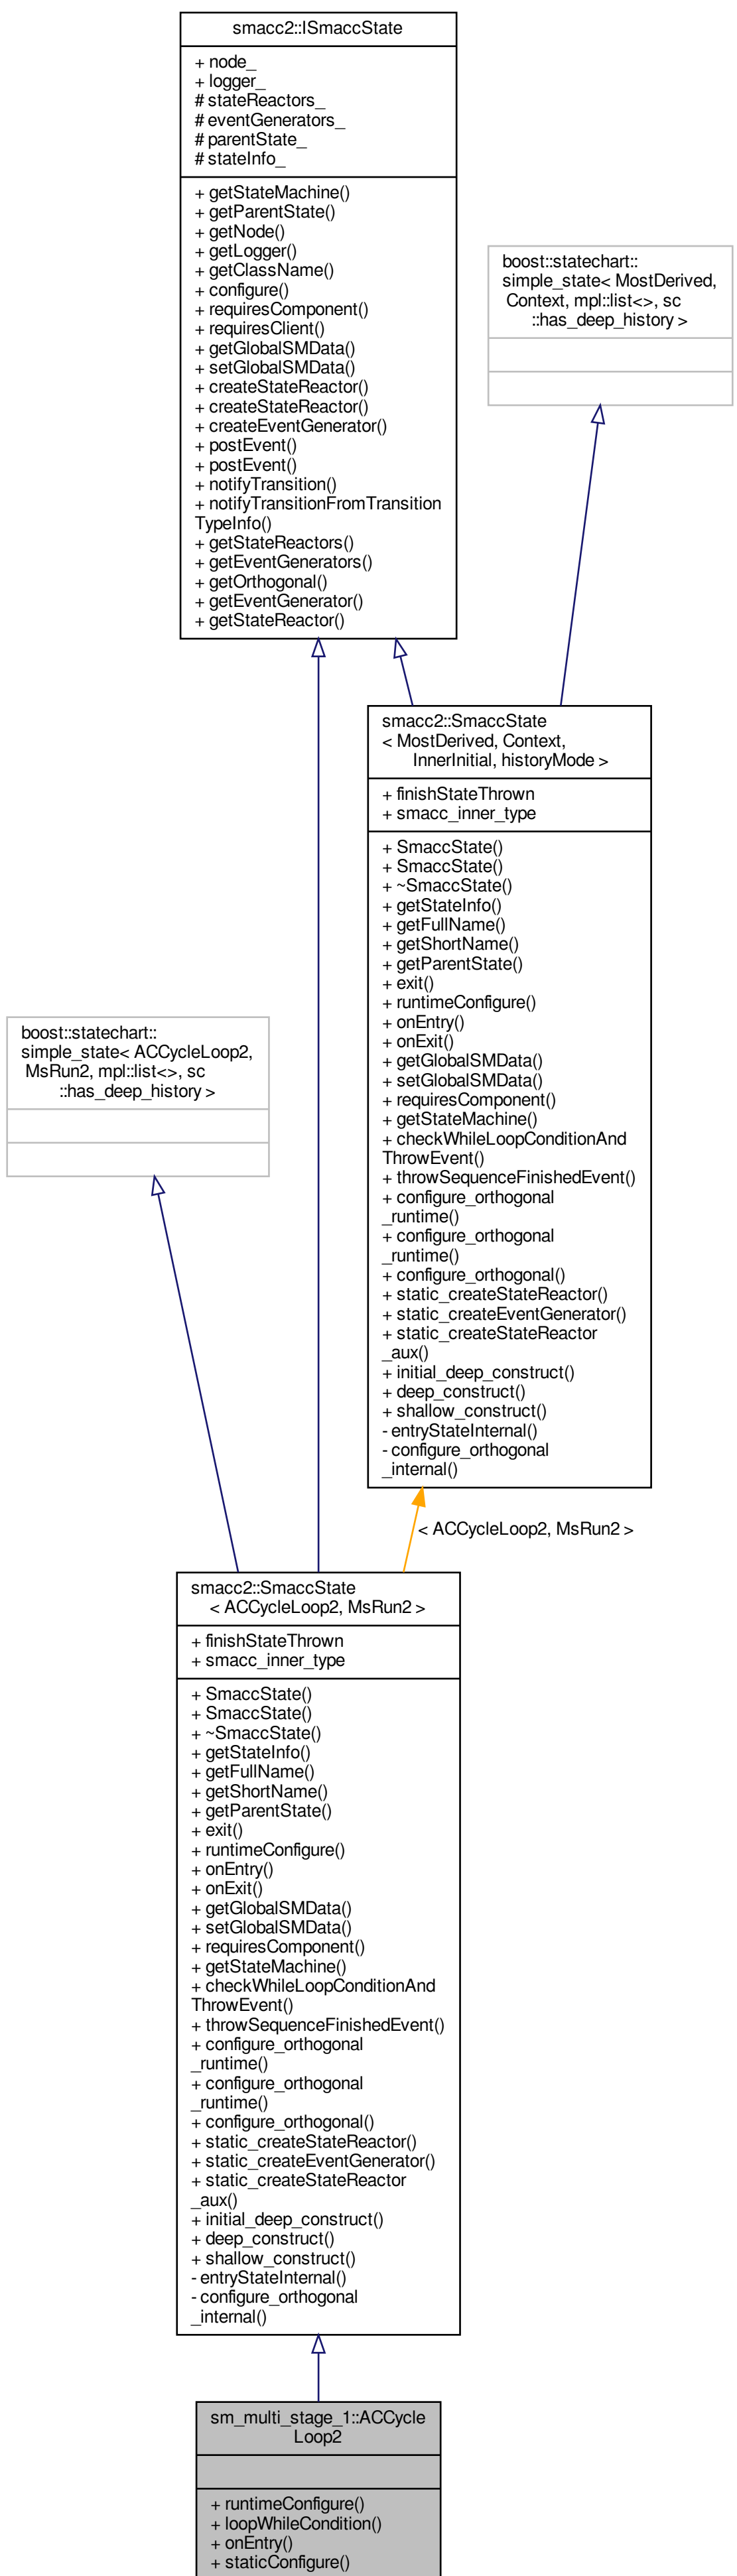 smacc2::ISmaccState
+ node_
+ logger_
# stateReactors_
# eventGenerators_
# parentState_
# stateInfo_
+ getStateMachine()
+ getParentState()
+ getNode()
+ getLogger()
+ getClassName()
+ configure()
+ requiresComponent()
+ requiresClient()
+ getGlobalSMData()
+ setGlobalSMData()
+ createStateReactor()
+ createStateReactor()
+ createEventGenerator()
+ postEvent()
+ postEvent()
+ notifyTransition()
+ notifyTransitionFromTransition
TypeInfo()
+ getStateReactors()
+ getEventGenerators()
+ getOrthogonal()
+ getEventGenerator()
+ getStateReactor()
boost::statechart::
simple_state< MostDerived,
Context, mpl::list<>, sc
::has_deep_history >
smacc2::SmaccState
< MostDerived, Context,
InnerInitial, historyMode >
+ finishStateThrown
+ smacc_inner_type
+ SmaccState()
+ SmaccState()
+ ~SmaccState()
+ getStateInfo()
+ getFullName()
+ getShortName()
+ getParentState()
+ exit()
+ runtimeConfigure()
+ onEntry()
+ onExit()
+ getGlobalSMData()
+ setGlobalSMData()
+ requiresComponent()
+ getStateMachine()
+ checkWhileLoopConditionAnd
ThrowEvent()
+ throwSequenceFinishedEvent()
+ configure_orthogonal
_runtime()
+ configure_orthogonal
_runtime()
+ configure_orthogonal()
+ static_createStateReactor()
+ static_createEventGenerator()
+ static_createStateReactor
_aux()
+ initial_deep_construct()
+ deep_construct()
+ shallow_construct()
- entryStateInternal()
- configure_orthogonal
_internal()
boost::statechart::
simple_state< ACCycleLoop2,
MsRun2, mpl::list<>, sc
::has_deep_history >
< ACCycleLoop2, MsRun2 >
smacc2::SmaccState
< ACCycleLoop2, MsRun2 >
+ finishStateThrown
+ smacc_inner_type
+ SmaccState()
+ SmaccState()
+ ~SmaccState()
+ getStateInfo()
+ getFullName()
+ getShortName()
+ getParentState()
+ exit()
+ runtimeConfigure()
+ onEntry()
+ onExit()
+ getGlobalSMData()
+ setGlobalSMData()
+ requiresComponent()
+ getStateMachine()
+ checkWhileLoopConditionAnd
ThrowEvent()
+ throwSequenceFinishedEvent()
+ configure_orthogonal
_runtime()
+ configure_orthogonal
_runtime()
+ configure_orthogonal()
+ static_createStateReactor()
+ static_createEventGenerator()
+ static_createStateReactor
_aux()
+ initial_deep_construct()
+ deep_construct()
+ shallow_construct()
- entryStateInternal()
- configure_orthogonal
_internal()
sm_multi_stage_1::ACCycle
Loop2
+ runtimeConfigure()
+ loopWhileCondition()
+ onEntry()
+ staticConfigure()